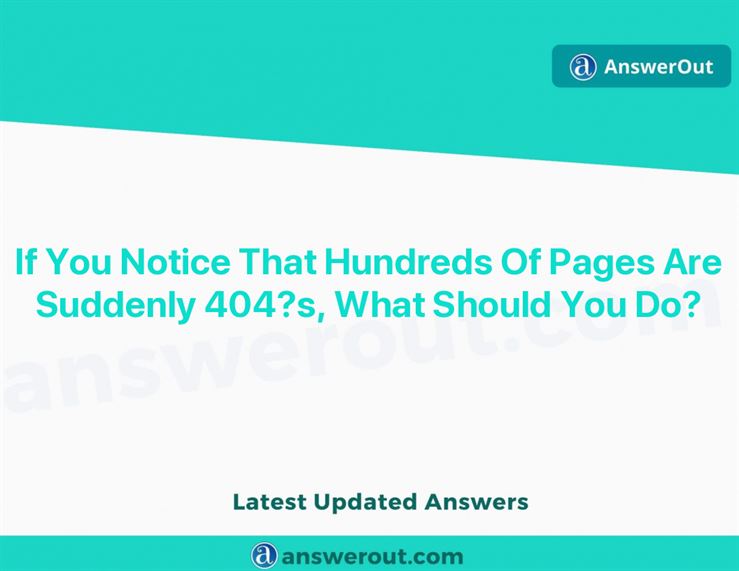 a AnswerOut
If You Notice That Hundreds Of Pages Are
Suddenly 404?s, What Should You Do?
answerout.com
Latest Updated Answers
a answerout.com